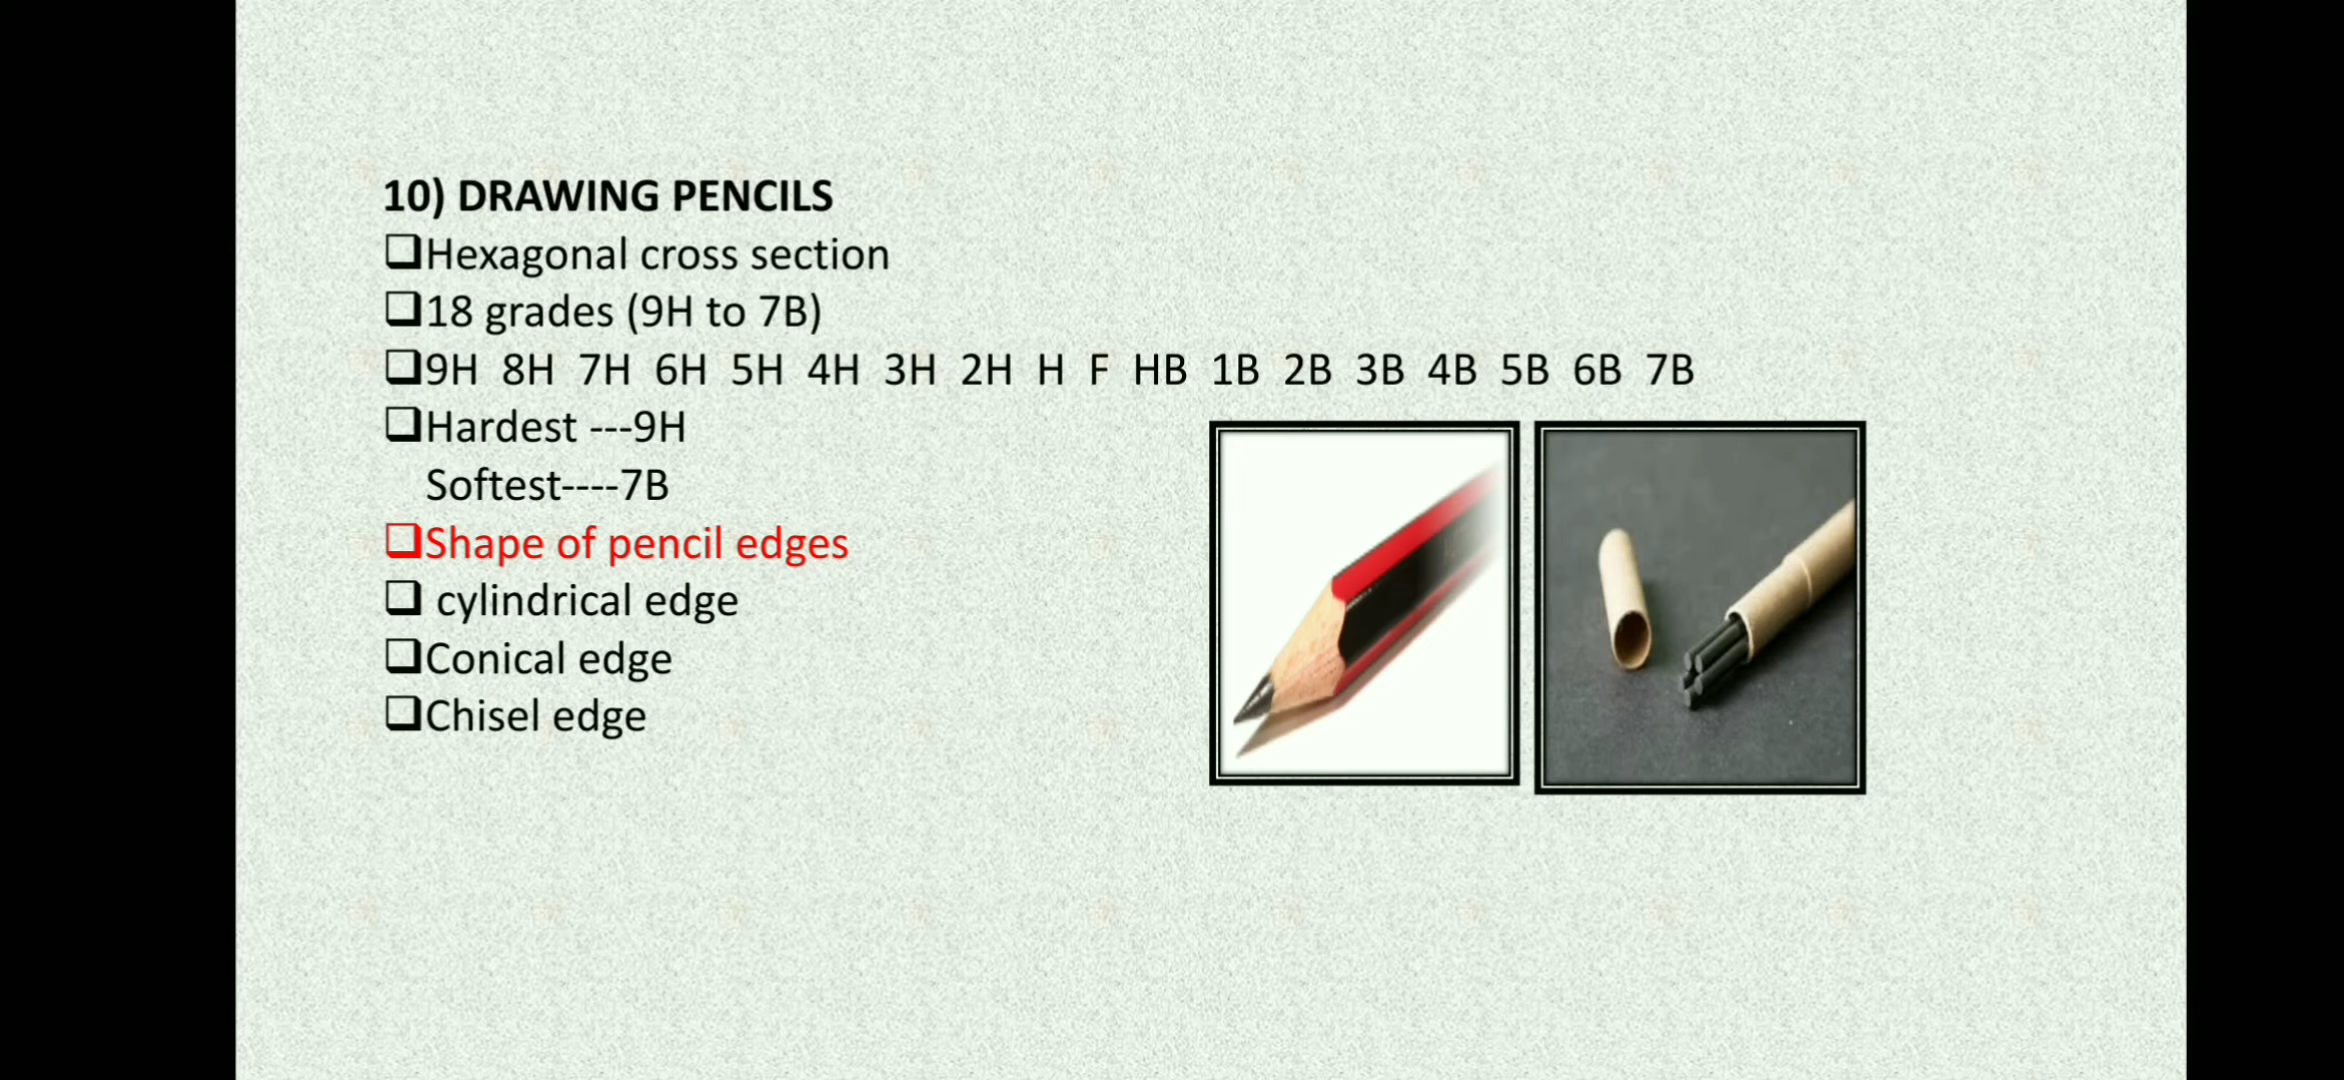 10) DRAWING PENCILS
❑Hexagonal cross section
❑18 grades (9H to 7B)
❑9H 8H 7H 6H 5H 4H 3H 2H H F HB 1B 2B 3B 4B 5B 6B 7B
❑Hardest ---9H
Softest----7B
❑Shape of pencil edges
❑ cylindrical edge
❑Conical edge
❑Chisel edge